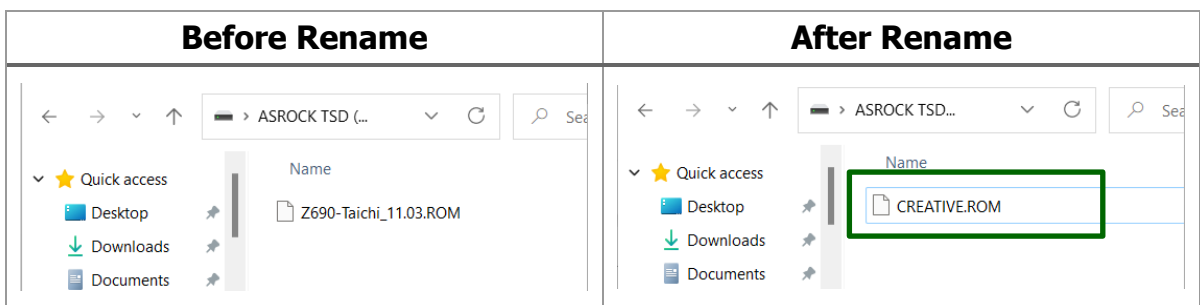 Before Rename
After Rename
ASROCK TSD (...
Sea
Name
Quick access
Z690-Taichi_11.03.ROM
Desktop
Downloads
Documents
ASROCK TSD...
Sea
Name
Quick access
CREATIVE.ROM
Desktop
Downloads
Documents